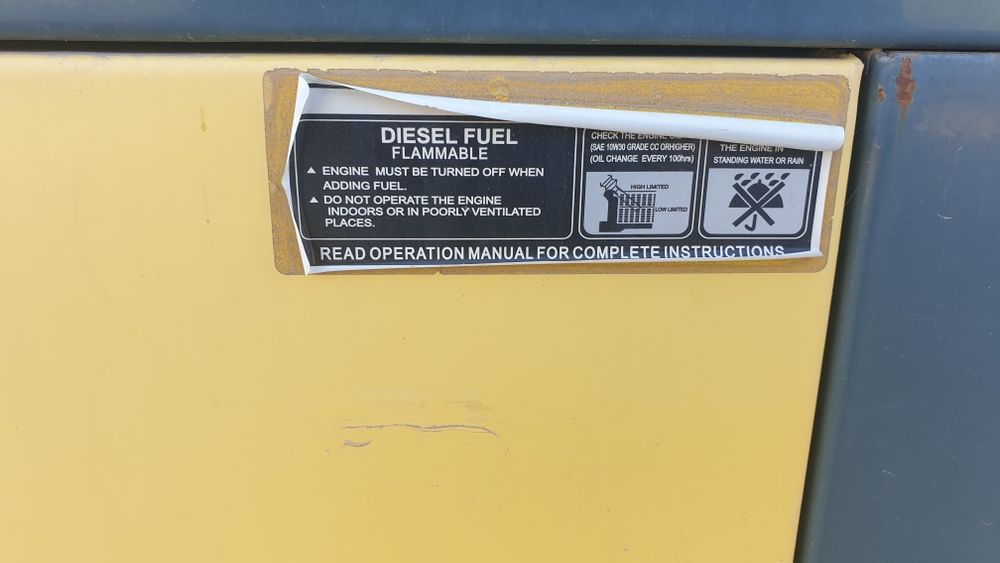 DIESEL FUEL
FLAMMABLE
▲ ENGINE MUST BE TURNED OFF WHEN
ADDING FUEL.
▲ DO NOT OPERATE THE ENGINE
INDOORS OR IN POORLY VENTILATED
PLACES.
CHECK THE ENGINE
(SAE 10W30 GRADE CC ORHIGHER)
(OIL CHANGE EVERY 100hrs)
HIGH LIMITED
LOW LIMITED
THE ENGINE IN
STANDING WATER OR RAIN
READ OPERATION MANUAL FOR COMPLETE INSTRUCTIONS